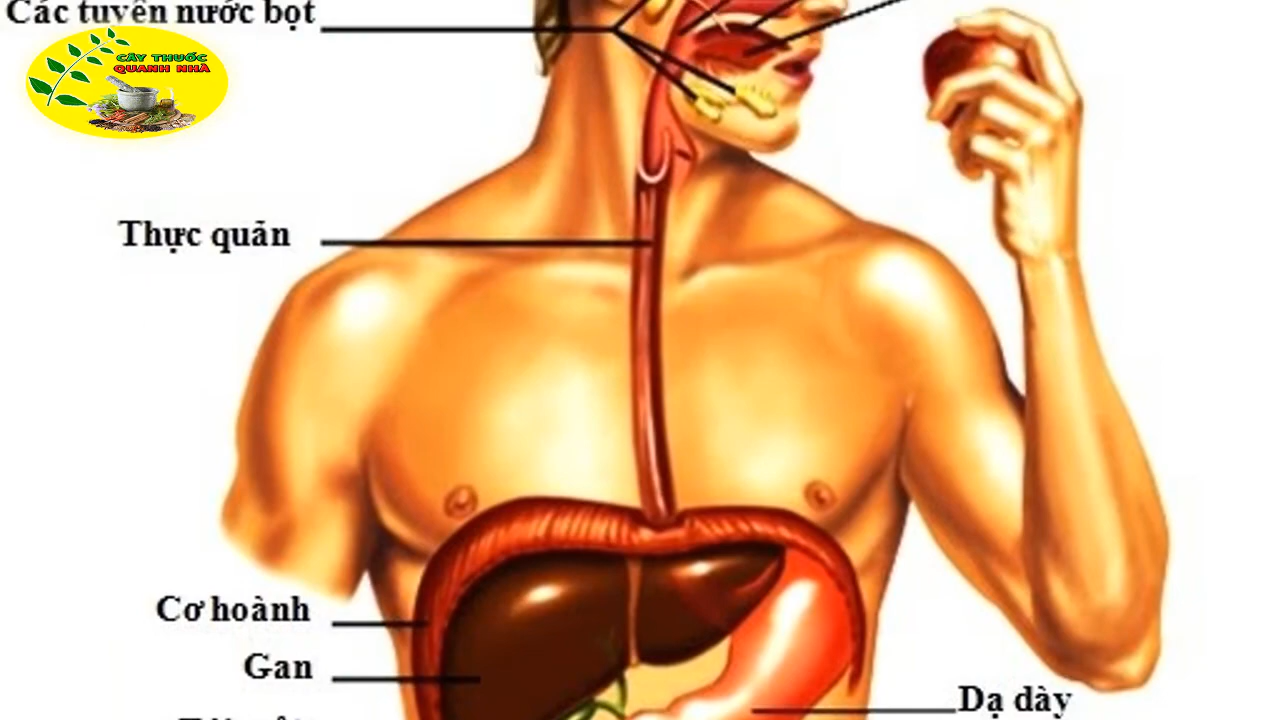 Các tuyến nước bọt
CÂY THUỐC
QUANH NHÀ
Thực quản
Cơ hoành
Gan
Dạ dày